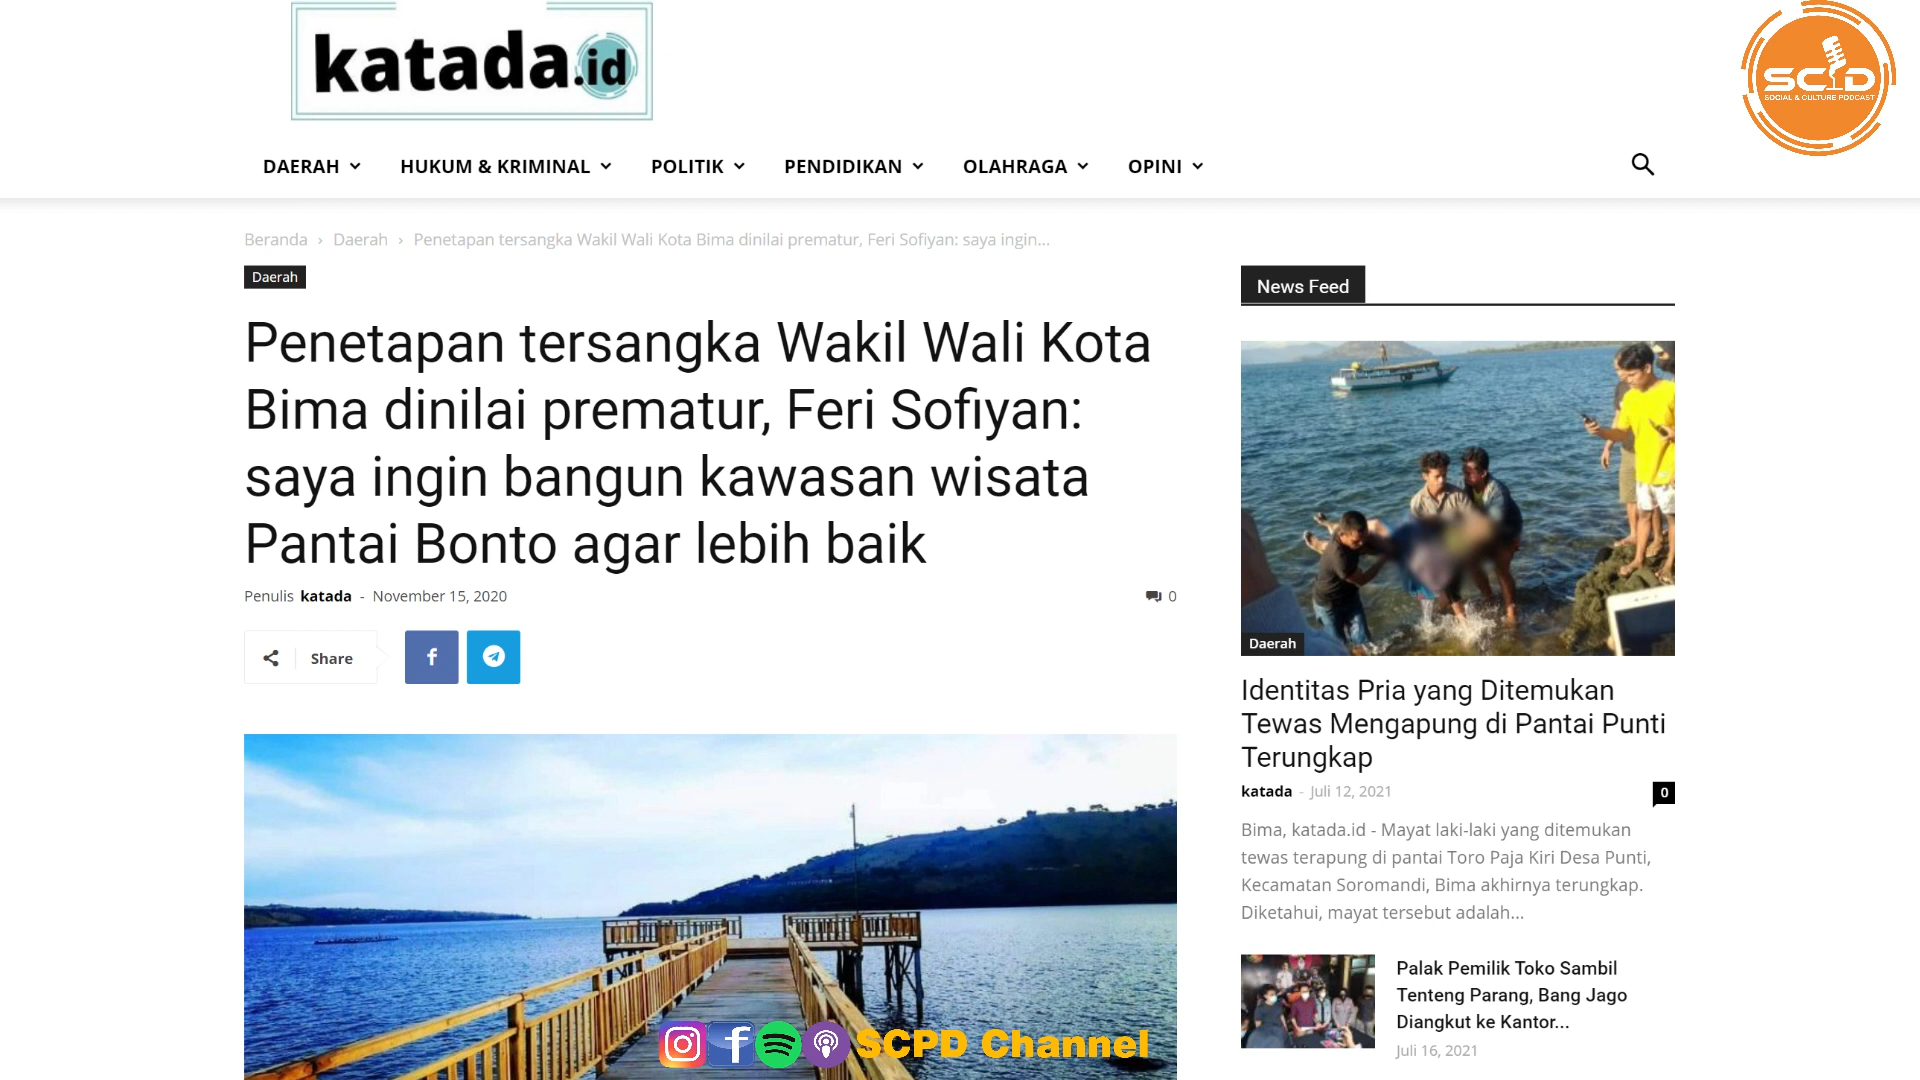 katada.id
SCPD
SOCIAL & CULTURE PODCAST
DAERAH
HUKUM & KRIMINAL
POLITIK
PENDIDIKAN
OLAHRAGA
OPINI
Beranda › Daerah › Penetapan tersangka Wakil Wali Kota Bima dinilai prematur, Feri Sofiyan: saya ingin...
Daerah
Penetapan tersangka Wakil Wali Kota
Bima dinilai prematur, Feri Sofiyan:
saya ingin bangun kawasan wisata
Pantai Bonto agar lebih baik
Penulis katada - November 15, 2020
0
Share
SCPD Channel
News Feed
Daerah
Identitas Pria yang Ditemukan
Tewas Mengapung di Pantai Punti
Terungkap
katada - Juli 12, 2021
0
Bima, katada.id - Mayat laki-laki yang ditemukan
tewas terapung di pantai Toro Paja Kiri Desa Punti,
Kecamatan Soromandi, Bima akhirnya terungkap.
Diketahui, mayat tersebut adalah...
Palak Pemilik Toko Sambil
Tenteng Parang, Bang Jago
Diangkut ke Kantor...
Juli 16, 2021